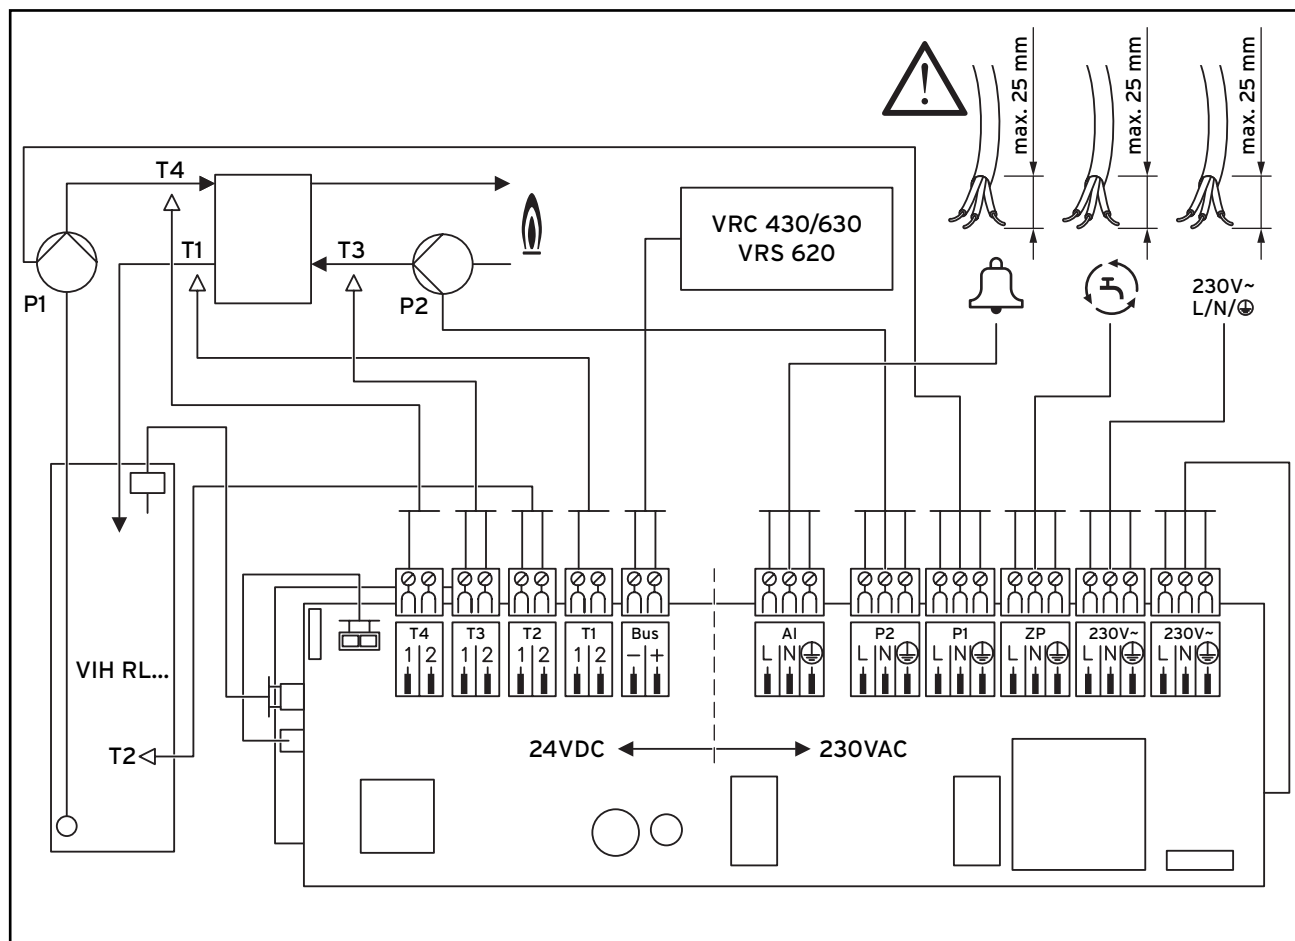 max. 25 mm
max. 25 mm
max. 25 mm
T4
T1
T3
P1
P2
VRC 430/630
VRS 620
230V~
L/N/⏚
VIH RL...
T2
T4
1 2
T3
1 2
T2
1 2
T1
1 2
Bus
− +
AI
L N ⏚
P2
L N ⏚
P1
L N ⏚
ZP
L N ⏚
230V~
L N ⏚
230V~
L N ⏚
24VDC
230VAC